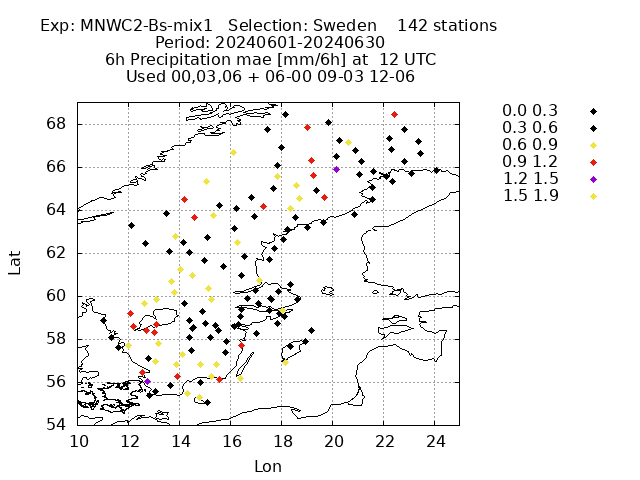 Exp: MNWC2-Bs-mix1 Selection: Sweden 142 stations
Period: 20240601-20240630
6h Precipitation mae [mm/6h] at 12 UTC
Used 00,03,06 + 06-00 09-03 12-06
0.0 0.3
0.3 0.6
0.6 0.9
0.9 1.2
1.2 1.5
1.5 1.9
68
66
64
62
60
58
56
54
Lat
10 12 14 16 18 20 22 24
Lon